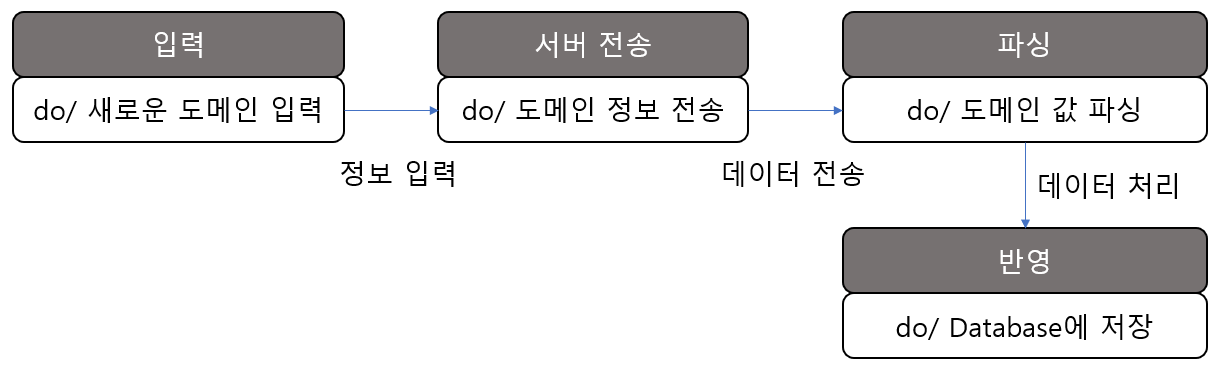 입력
do/ 새로운 도메인 입력
정보 입력
서버 전송
do/ 도메인 정보 전송
데이터 전송
파싱
do/ 도메인 값 파싱
데이터 처리
반영
do/ Database에 저장